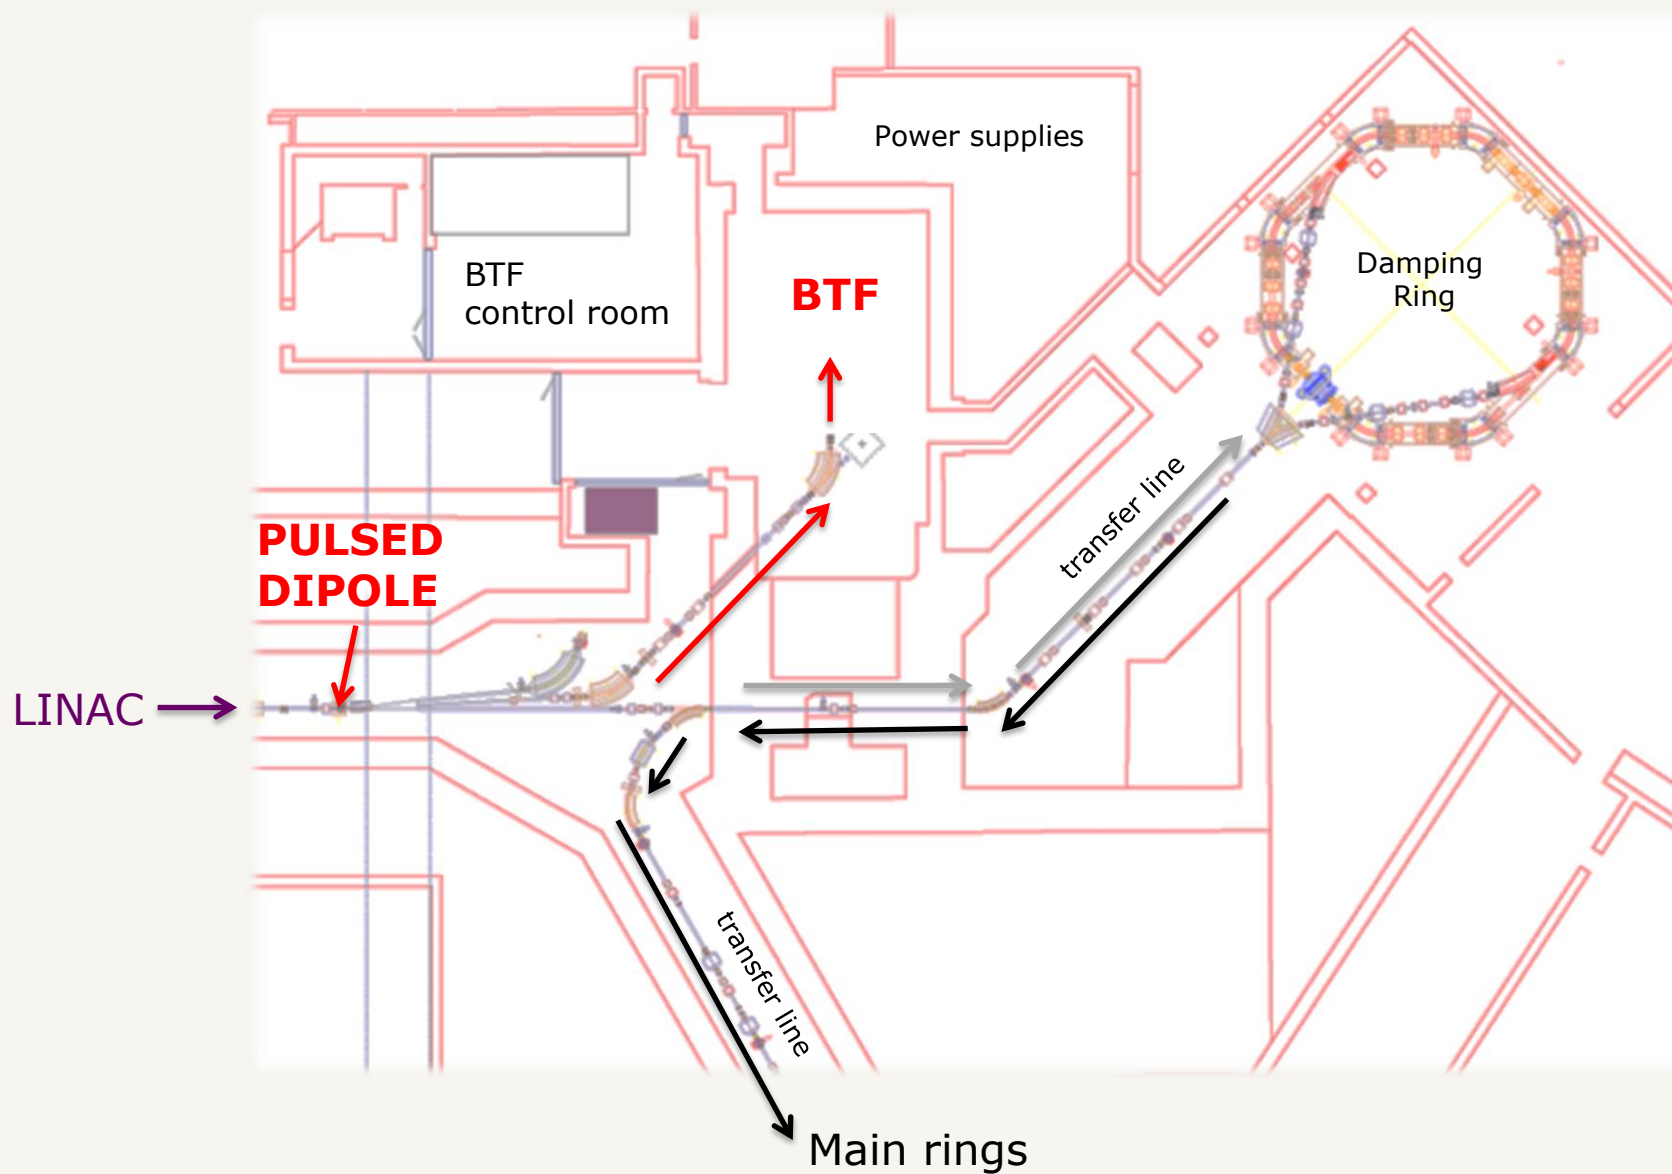 Power supplies
BTF
control room
BTF
Damping
Ring
transfer line
PULSED
DIPOLE
LINAC
transfer line
Main rings